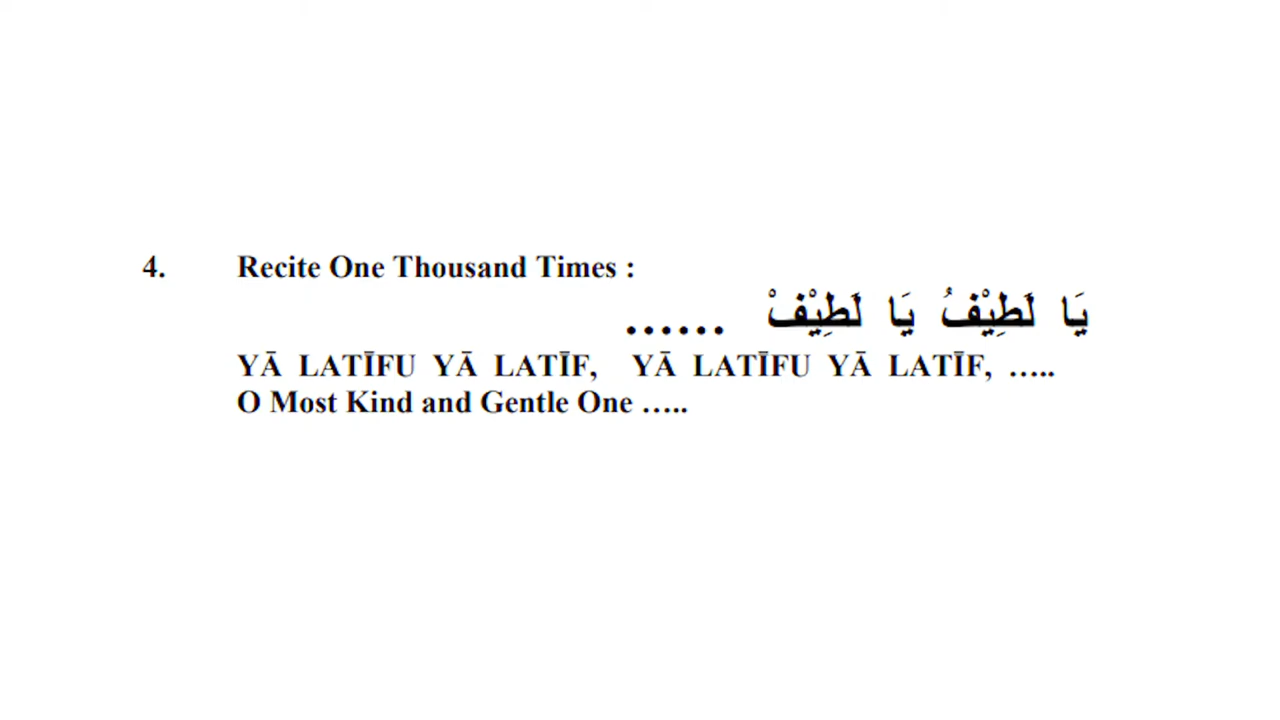 4. Recite One Thousand Times :
يَا لَطِيْفُ يَا لَطِيْفْ ......
YĀ LATĪFU YĀ LATĪF, YĀ LATĪFU YĀ LATĪF, …..
O Most Kind and Gentle One …..